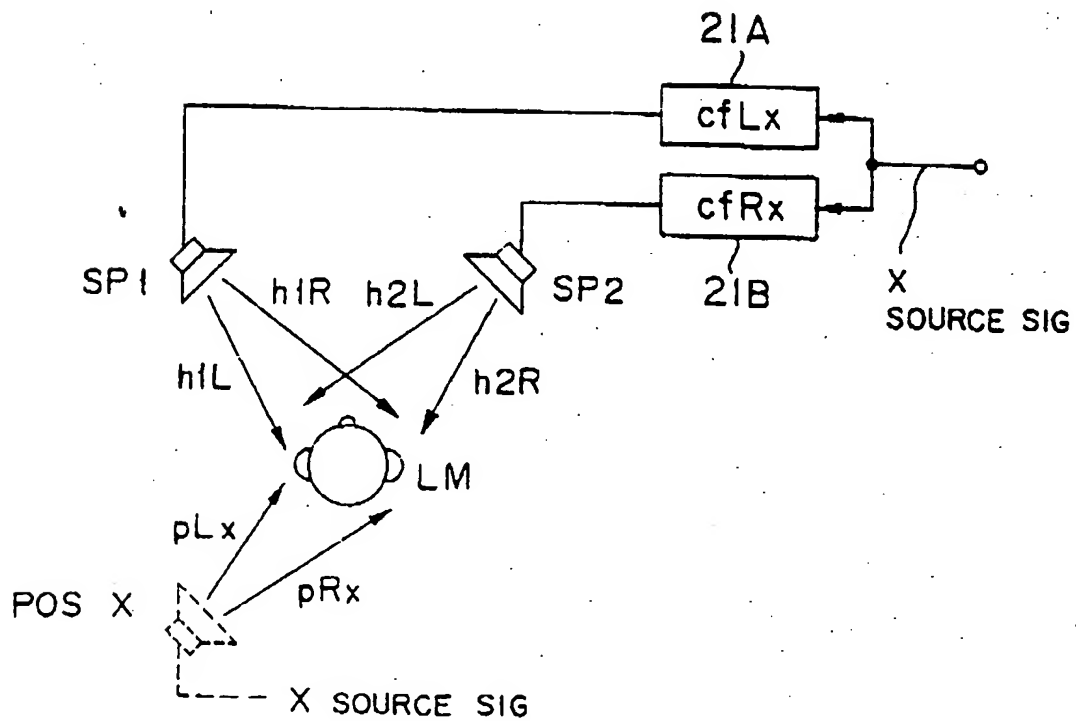 21A
cfLx
cfRx
21B
X
SOURCE SIG
SP1
h1R
h2L
SP2
h1L
h2R
LM
pLx
pRx
POS X
X SOURCE SIG